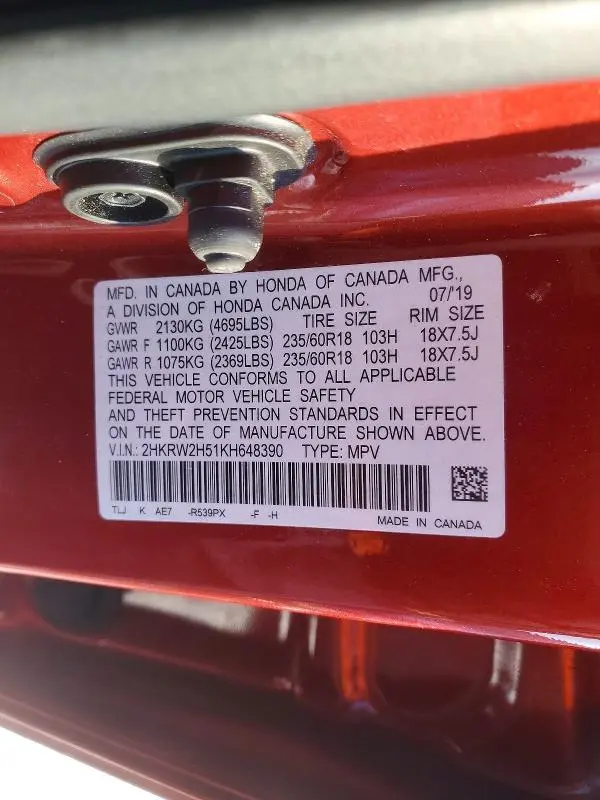 MFD. IN CANADA BY HONDA OF CANADA MFG.,
A DIVISION OF HONDA CANADA INC. 07/'19
GVWR 2130KG (4695LBS) TIRE SIZE RIM SIZE
GAWR F 1100KG (2425LBS) 235/60R18 103H 18X7.5J
GAWR R 1075KG (2369LBS) 235/60R18 103H 18X7.5J
THIS VEHICLE CONFORMS TO ALL APPLICABLE
FEDERAL MOTOR VEHICLE SAFETY
AND THEFT PREVENTION STANDARDS IN EFFECT
ON THE DATE OF MANUFACTURE SHOWN ABOVE.
V.I.N.: 2HKRW2H51KH648390 TYPE: MPV
TLJ K AE7 -R539PX -F -H
MADE IN CANADA